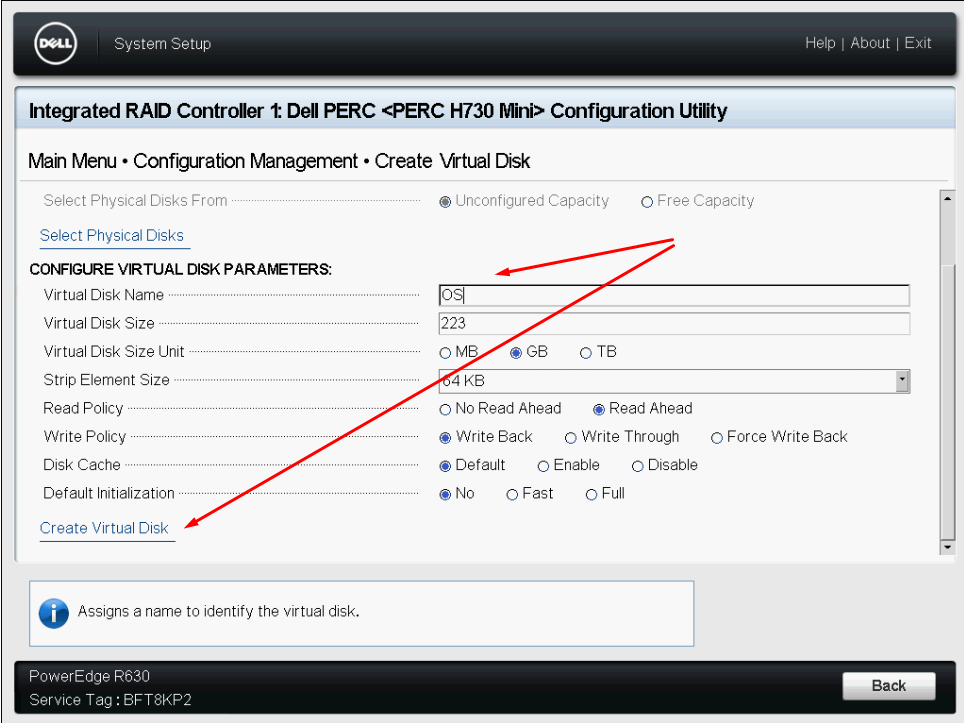 DELL
System Setup
Help | About | Exit
Integrated RAID Controller 1: Dell PERC <PERC H730 Mini> Configuration Utility
Main Menu • Configuration Management • Create Virtual Disk
Select Physical Disks From Unconfigured Capacity Free Capacity
Select Physical Disks
CONFIGURE VIRTUAL DISK PARAMETERS:
Virtual Disk Name OS
Virtual Disk Size 223
Virtual Disk Size Unit MB GB TB
Strip Element Size 64 KB
Read Policy No Read Ahead Read Ahead
Write Policy Write Back Write Through Force Write Back
Disk Cache Default Enable Disable
Default Initialization No Fast Full
Create Virtual Disk
i Assigns a name to identify the virtual disk.
PowerEdge R630
Service Tag : BFT8KP2
Back